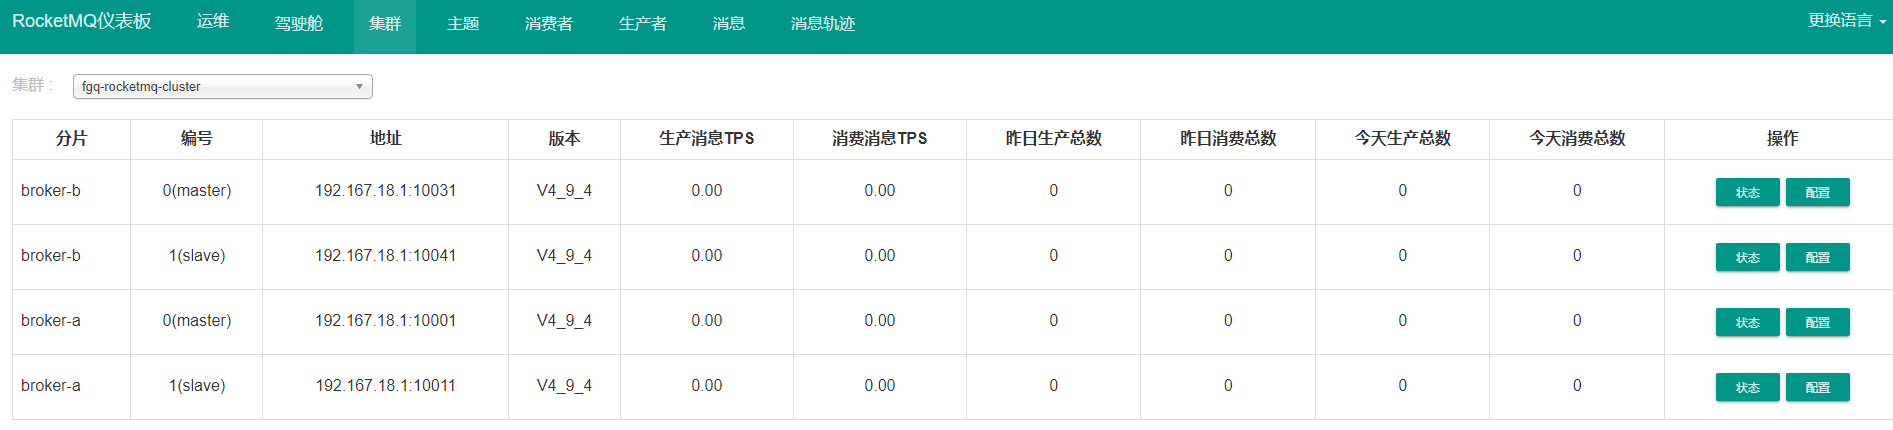 RocketMQ仪表板 运维 驾驶舱 集群 主题 消费者 生产者 消息 消息轨迹 更换语言
集群： fgq-rocketmq-cluster
分片 编号 地址 版本 生产消息TPS 消费消息TPS 昨日生产总数 昨日消费总数 今天生产总数 今天消费总数 操作
broker-b 0(master) 192.167.18.1:10031 V4_9_4 0.00 0.00 0 0 0 0 状态 配置
broker-b 1(slave) 192.167.18.1:10041 V4_9_4 0.00 0.00 0 0 0 0 状态 配置
broker-a 0(master) 192.167.18.1:10001 V4_9_4 0.00 0.00 0 0 0 0 状态 配置
broker-a 1(slave) 192.167.18.1:10011 V4_9_4 0.00 0.00 0 0 0 0 状态 配置